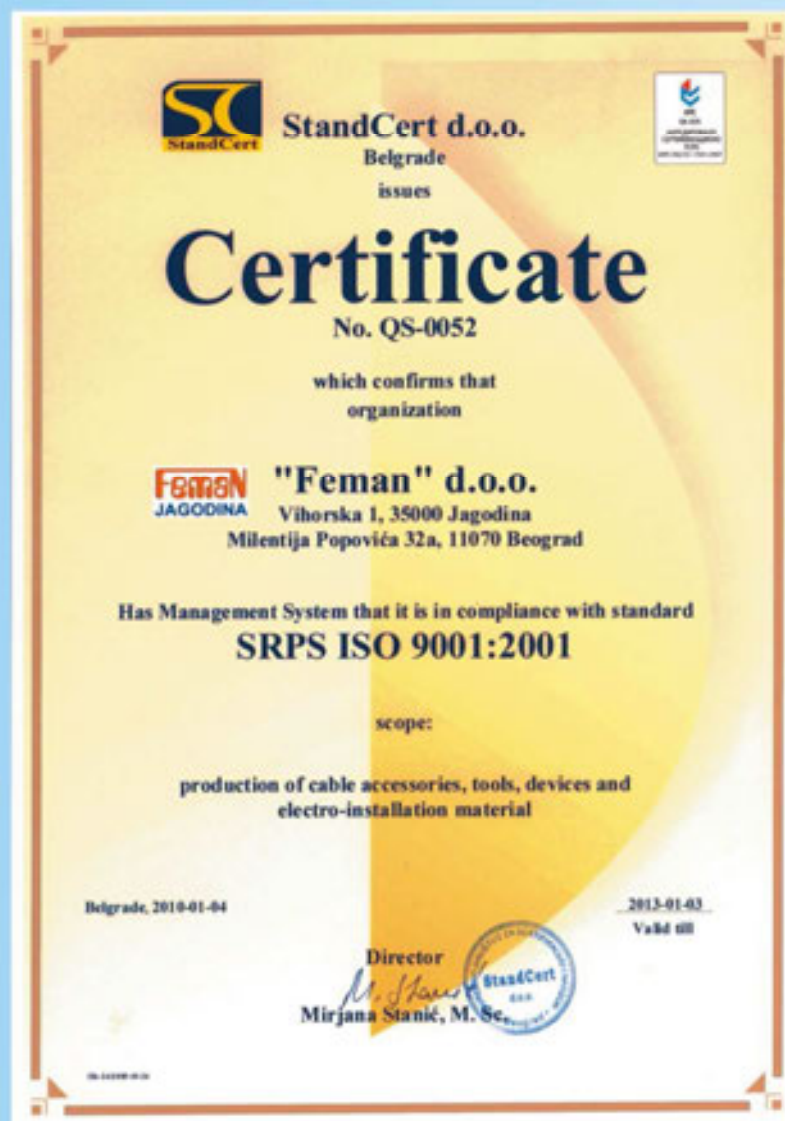 SC
StandCert
StandCert d.o.o.
Belgrade
issues
Certificate
No. QS-0052
which confirms that
organization
Feman
JAGODINA
"Feman" d.o.o.
Vihorska 1, 35000 Jagodina
Milentija Popovića 32a, 11070 Beograd
Has Management System that it is in compliance with standard
SRPS ISO 9001:2001
scope:
production of cable accessories, tools, devices and
electro-installation material
Belgrade, 2010-01-04
2013-01-03
Valid till
Director
StandCert
d.o.o.
Mirjana Stanić, M. Sc.